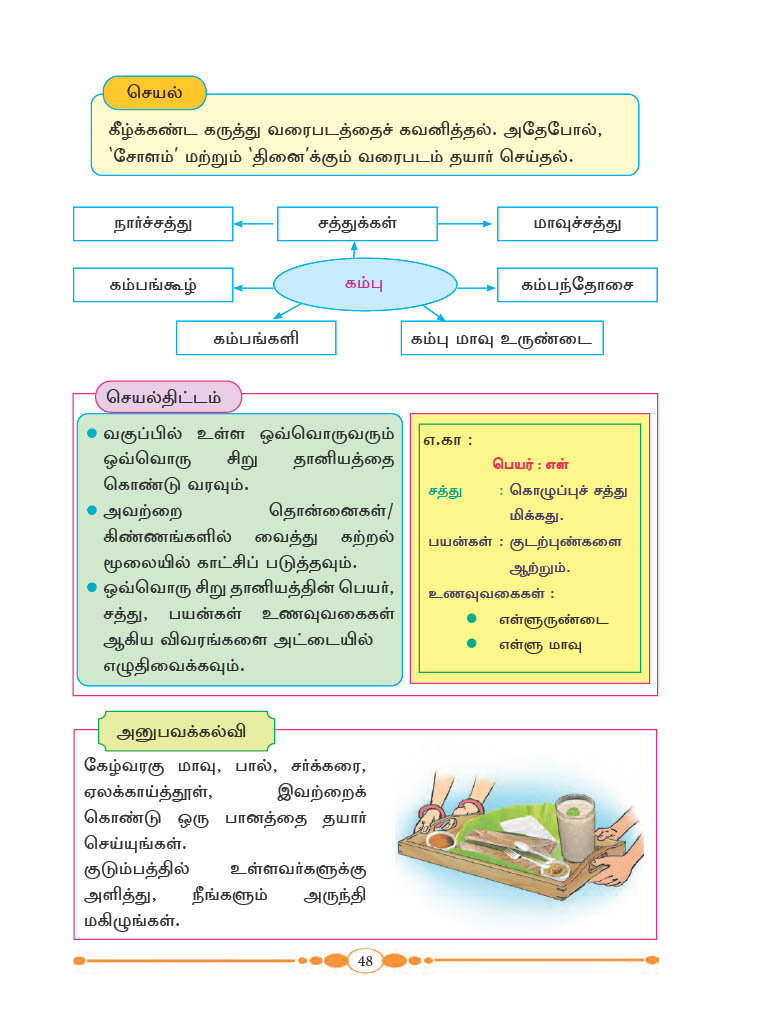 செயல்
கீழ்க்கண்ட கருத்து வரைபடத்தைச் கவனித்தல். அதேபோல்,
‘சோளம்’ மற்றும் ‘தினை’க்கும் வரைபடம் தயார் செய்தல்.
நார்ச்சத்து
சத்துக்கள்
மாவுச்சத்து
கம்பங்கூழ்
கம்பு
கம்பந்தோசை
கம்பங்களி
கம்பு மாவு உருண்டை
செயல்திட்டம்
வகுப்பில் உள்ள ஒவ்வொருவரும்
ஒவ்வொரு சிறு தானியத்தை
கொண்டு வரவும்.
அவற்றை தொன்னைகள்/
கிண்ணங்களில் வைத்து கற்றல்
மூலையில் காட்சிப் படுத்தவும்.
ஒவ்வொரு சிறு தானியத்தின் பெயர்,
சத்து, பயன்கள் உணவுவகைகள்
ஆகிய விவரங்களை அட்டையில்
எழுதிவைக்கவும்.
எ.கா :
பெயர் : எள்
சத்து : கொழுப்புச் சத்து
மிக்கது.
பயன்கள் : குடற்புண்களை
ஆற்றும்.
உணவுவகைகள் :
எள்ளுருண்டை
எள்ளு மாவு
அனுபவக்கல்வி
கேழ்வரகு மாவு, பால், சர்க்கரை,
ஏலக்காய்த்தூள், இவற்றைக்
கொண்டு ஒரு பானத்தை தயார்
செய்யுங்கள்.
குடும்பத்தில் உள்ளவர்களுக்கு
அளித்து, நீங்களும் அருந்தி
மகிழுங்கள்.
48